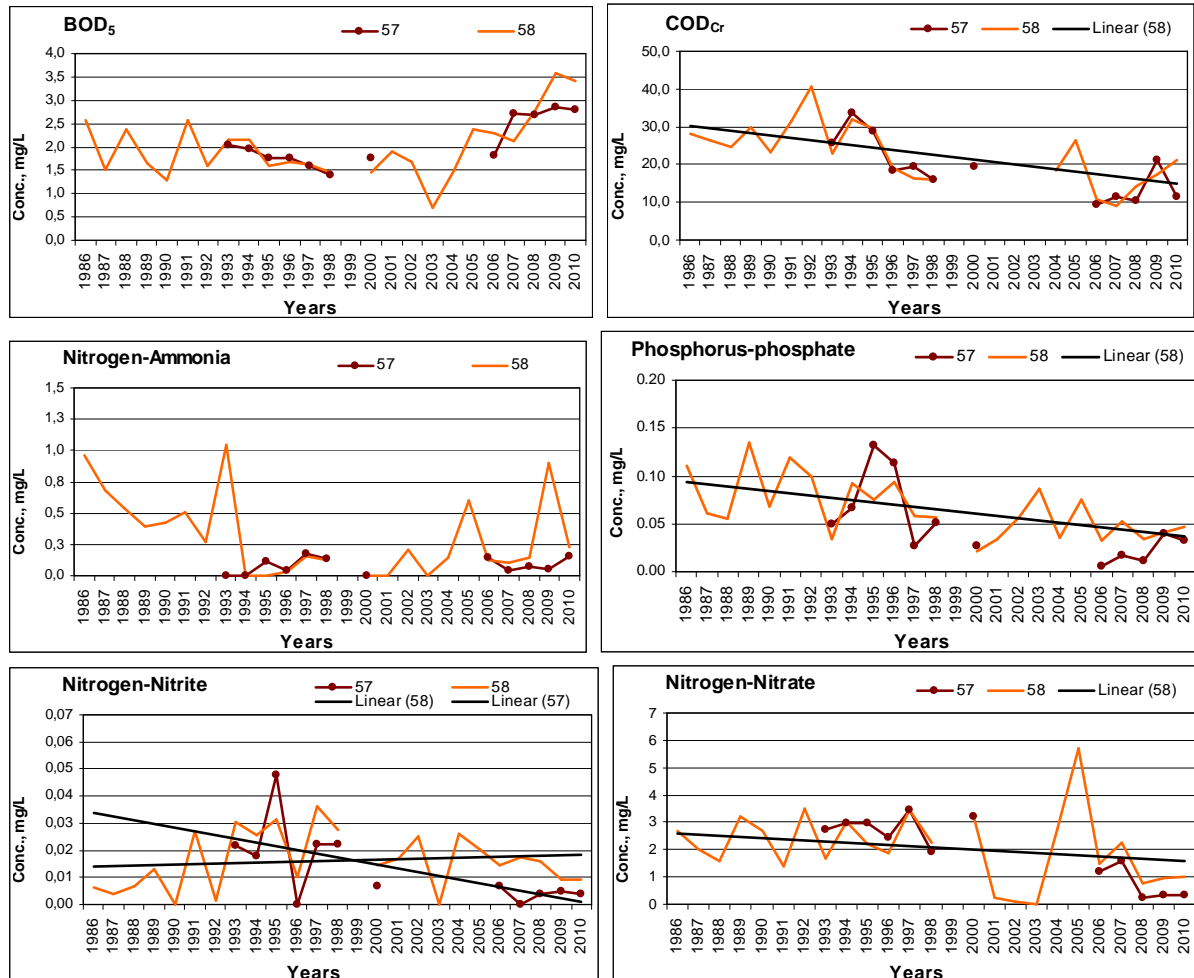 BOD5
57 58
4,0
3,5
3,0
2,5
2,0
1,5
1,0
0,5
0,0
Conc., mg/L
1986 1987 1988 1989 1990 1991 1992 1993 1994 1995 1996 1997 1998 1999 2000 2001 2002 2003 2004 2005 2006 2007 2008 2009 2010
Years
CODCr
57 58 Linear (58)
50,0
40,0
30,0
20,0
10,0
0,0
Conc., mg/L
1986 1987 1988 1989 1990 1991 1992 1993 1994 1995 1996 1997 1998 1999 2000 2001 2002 2003 2004 2005 2006 2007 2008 2009 2010
Years
Nitrogen-Ammonia
57 58
1,5
1,3
1,0
0,8
0,5
0,3
0,0
Conc., mg/L
1986 1987 1988 1989 1990 1991 1992 1993 1994 1995 1996 1997 1998 1999 2000 2001 2002 2003 2004 2005 2006 2007 2008 2009 2010
Years
Phosphorus-phosphate
57 58 Linear (58)
0.20
0.15
0.10
0.05
0.00
Conc., mg/L
1986 1987 1988 1989 1990 1991 1992 1993 1994 1995 1996 1997 1998 1999 2000 2001 2002 2003 2004 2005 2006 2007 2008 2009 2010
Years
Nitrogen-Nitrite
57 58
Linear (58) Linear (57)
0,07
0,06
0,05
0,04
0,03
0,02
0,01
0,00
Conc., mg/L
1986 1987 1988 1989 1990 1991 1992 1993 1994 1995 1996 1997 1998 1999 2000 2001 2002 2003 2004 2005 2006 2007 2008 2009 2010
Years
Nitrogen-Nitrate
57 58 Linear (58)
7
6
5
4
3
2
1
0
Conc., mg/L
1986 1987 1988 1989 1990 1991 1992 1993 1994 1995 1996 1997 1998 1999 2000 2001 2002 2003 2004 2005 2006 2007 2008 2009 2010
Years